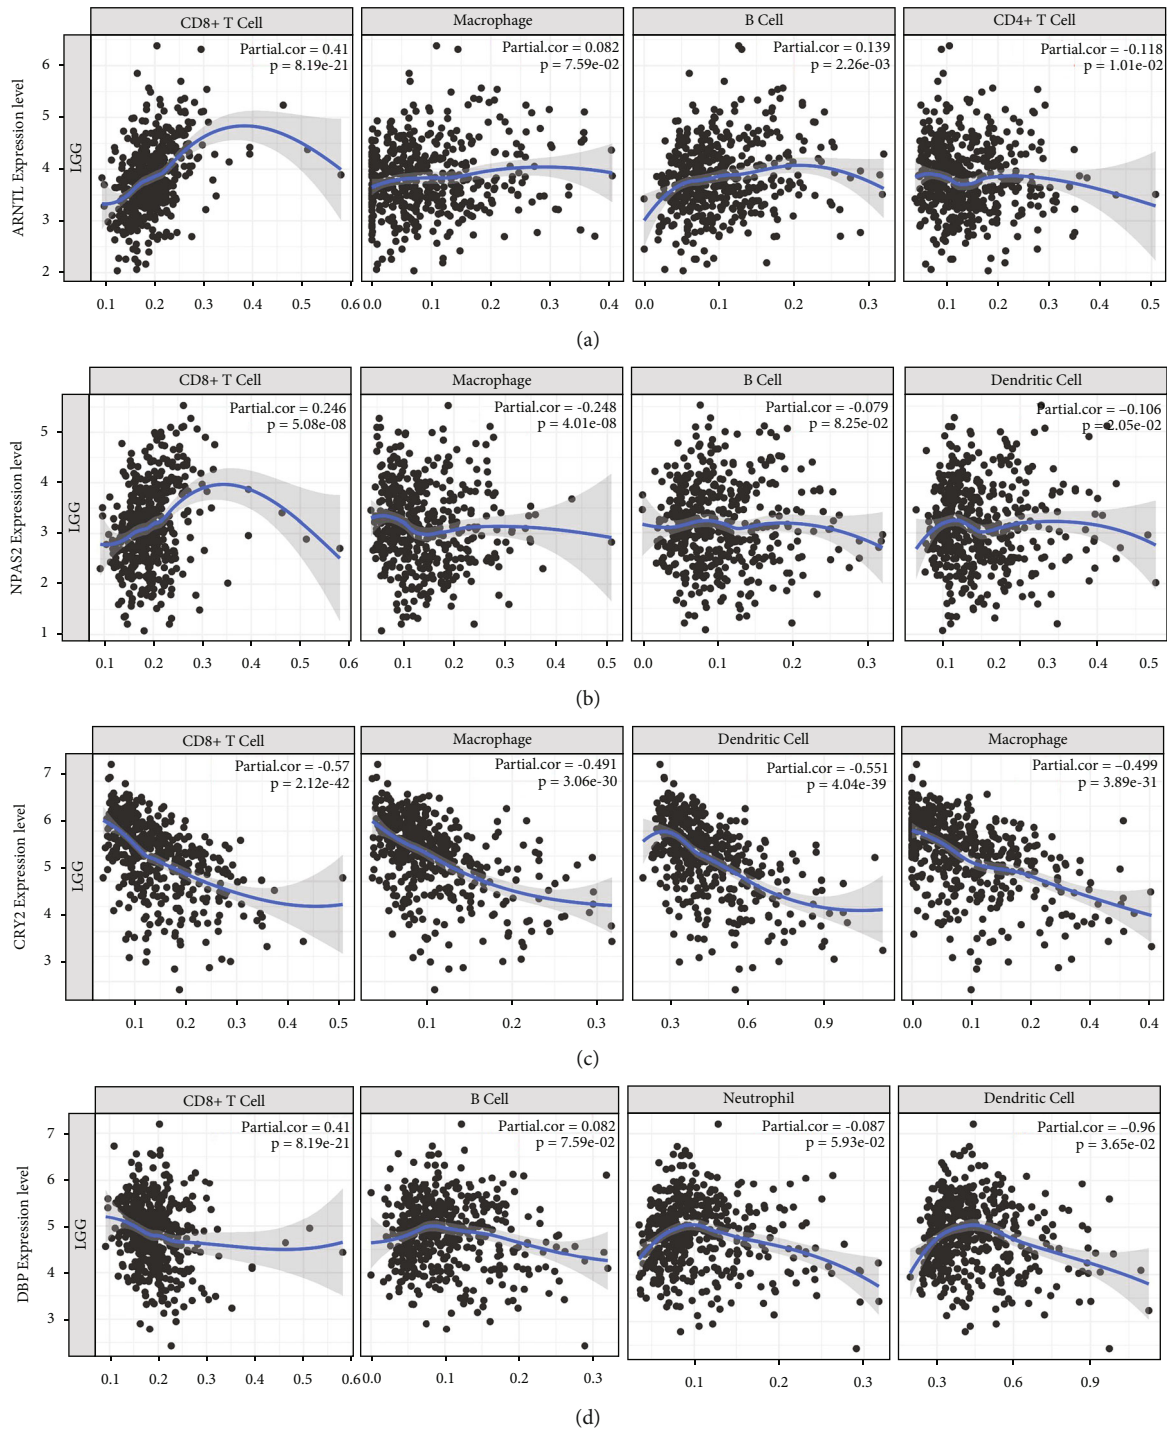 CD8+ T Cell
Macrophage
B Cell
CD4+ T Cell
Partial.cor = 0.41
p = 8.19e-21
Partial.cor = 0.082
p = 7.59e-02
Partial.cor = 0.139
p = 2.26e-03
Partial.cor = -0.118
p = 1.01e-02
ARNTL Expression level
LGG
6
5
4
3
2
0.1 0.2 0.3 0.4 0.5 0.6
0.0 0.1 0.2 0.3 0.4
0.0 0.1 0.2 0.3
0.1 0.2 0.3 0.4 0.5
(a)
CD8+ T Cell
Macrophage
B Cell
Dendritic Cell
Partial.cor = 0.246
p = 5.08e-08
Partial.cor = -0.248
p = 4.01e-08
Partial.cor = -0.079
p = 8.25e-02
Partial.cor = -0.106
p = 2.05e-02
NPAS2 Expression level
LGG
5
4
3
2
1
0.1 0.2 0.3 0.4 0.5 0.6
0.1 0.2 0.3 0.4 0.5
0.0 0.1 0.2 0.3
0.1 0.2 0.3 0.4 0.5
(b)
CD8+ T Cell
Macrophage
Dendritic Cell
Macrophage
Partial.cor = -0.57
p = 2.12e-42
Partial.cor = -0.491
p = 3.06e-30
Partial.cor = -0.551
p = 4.04e-39
Partial.cor = -0.499
p = 3.89e-31
CRY2 Expression level
LGG
7
6
5
4
3
0.1 0.2 0.3 0.4 0.5
0.1 0.2 0.3
0.3 0.6 0.9
0.0 0.1 0.2 0.4 0.4
(c)
CD8+ T Cell
B Cell
Neutrophil
Dendritic Cell
Partial.cor = 0.41
p = 8.19e-21
Partial.cor = 0.082
p = 7.59e-02
Partial.cor = -0.087
p = 5.93e-02
Partial.cor = -0.96
p = 3.65e-02
DBP Expression level
LGG
7
6
5
4
3
0.1 0.2 0.3 0.4 0.5 0.6
0.0 0.1 0.2 0.3
0.1 0.2 0.3
0.3 0.6 0.9
(d)